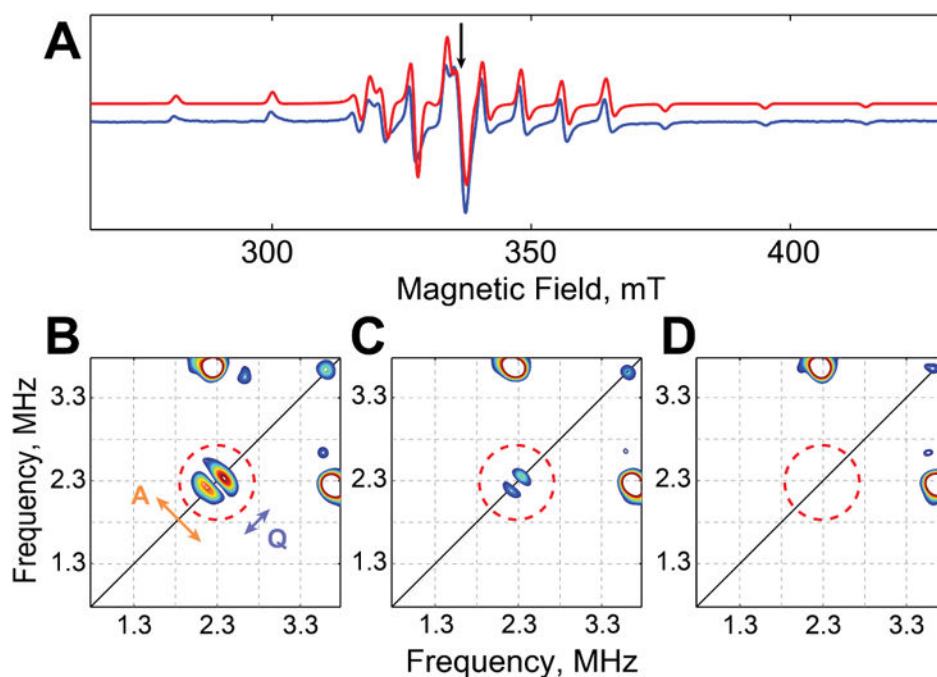 A
300 350 400
Magnetic Field, mT
B C D
Frequency, MHz
3.3
2.3
1.3
A
Q
1.3 2.3 3.3
3.3
2.3
1.3
1.3 2.3 3.3
3.3
2.3
1.3
1.3 2.3 3.3
Frequency, MHz